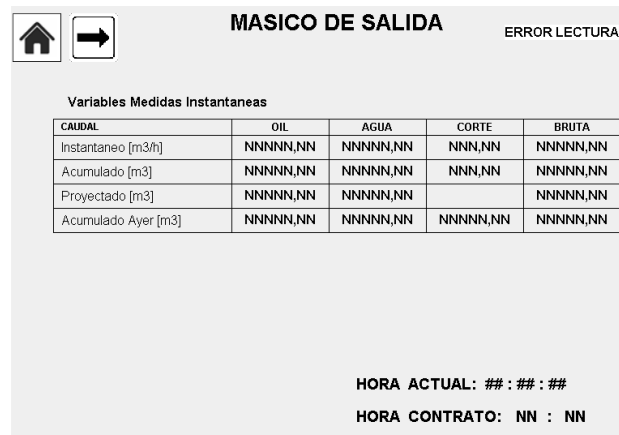 MASICO DE SALIDA
ERROR LECTURA
Variables Medidas Instantaneas
CAUDAL OIL AGUA CORTE BRUTA
Instantaneo [m3/h] NNNNN,NN NNNNN,NN NNN,NN NNNNN,NN
Acumulado [m3] NNNNN,NN NNNNN,NN NNN,NN NNNNN,NN
Proyectado [m3] NNNNN,NN NNNNN,NN NNNNN,NN
Acumulado Ayer [m3] NNNNN,NN NNNNN,NN NNNNN,NN NNNNN,NN
HORA ACTUAL: ## : ## : ##
HORA CONTRATO: NN : NN